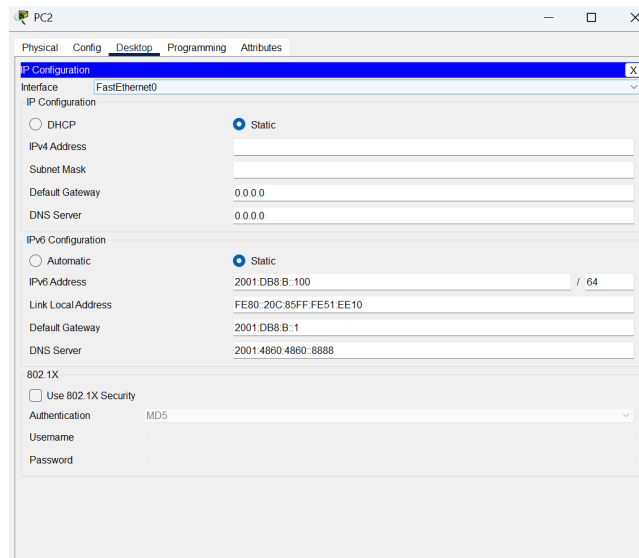 PC2
Physical Config Desktop Programming Attributes
IP Configuration X
Interface FastEthernet0
IP Configuration
DHCP Static
IPv4 Address
Subnet Mask
Default Gateway 0.0.0.0
DNS Server 0.0.0.0
IPv6 Configuration
Automatic Static
IPv6 Address 2001:DB8:B::100 / 64
Link Local Address FE80::20C:85FF:FE51:EE10
Default Gateway 2001:DB8:B::1
DNS Server 2001:4860:4860::8888
802.1X
Use 802.1X Security
Authentication MD5
Username
Password